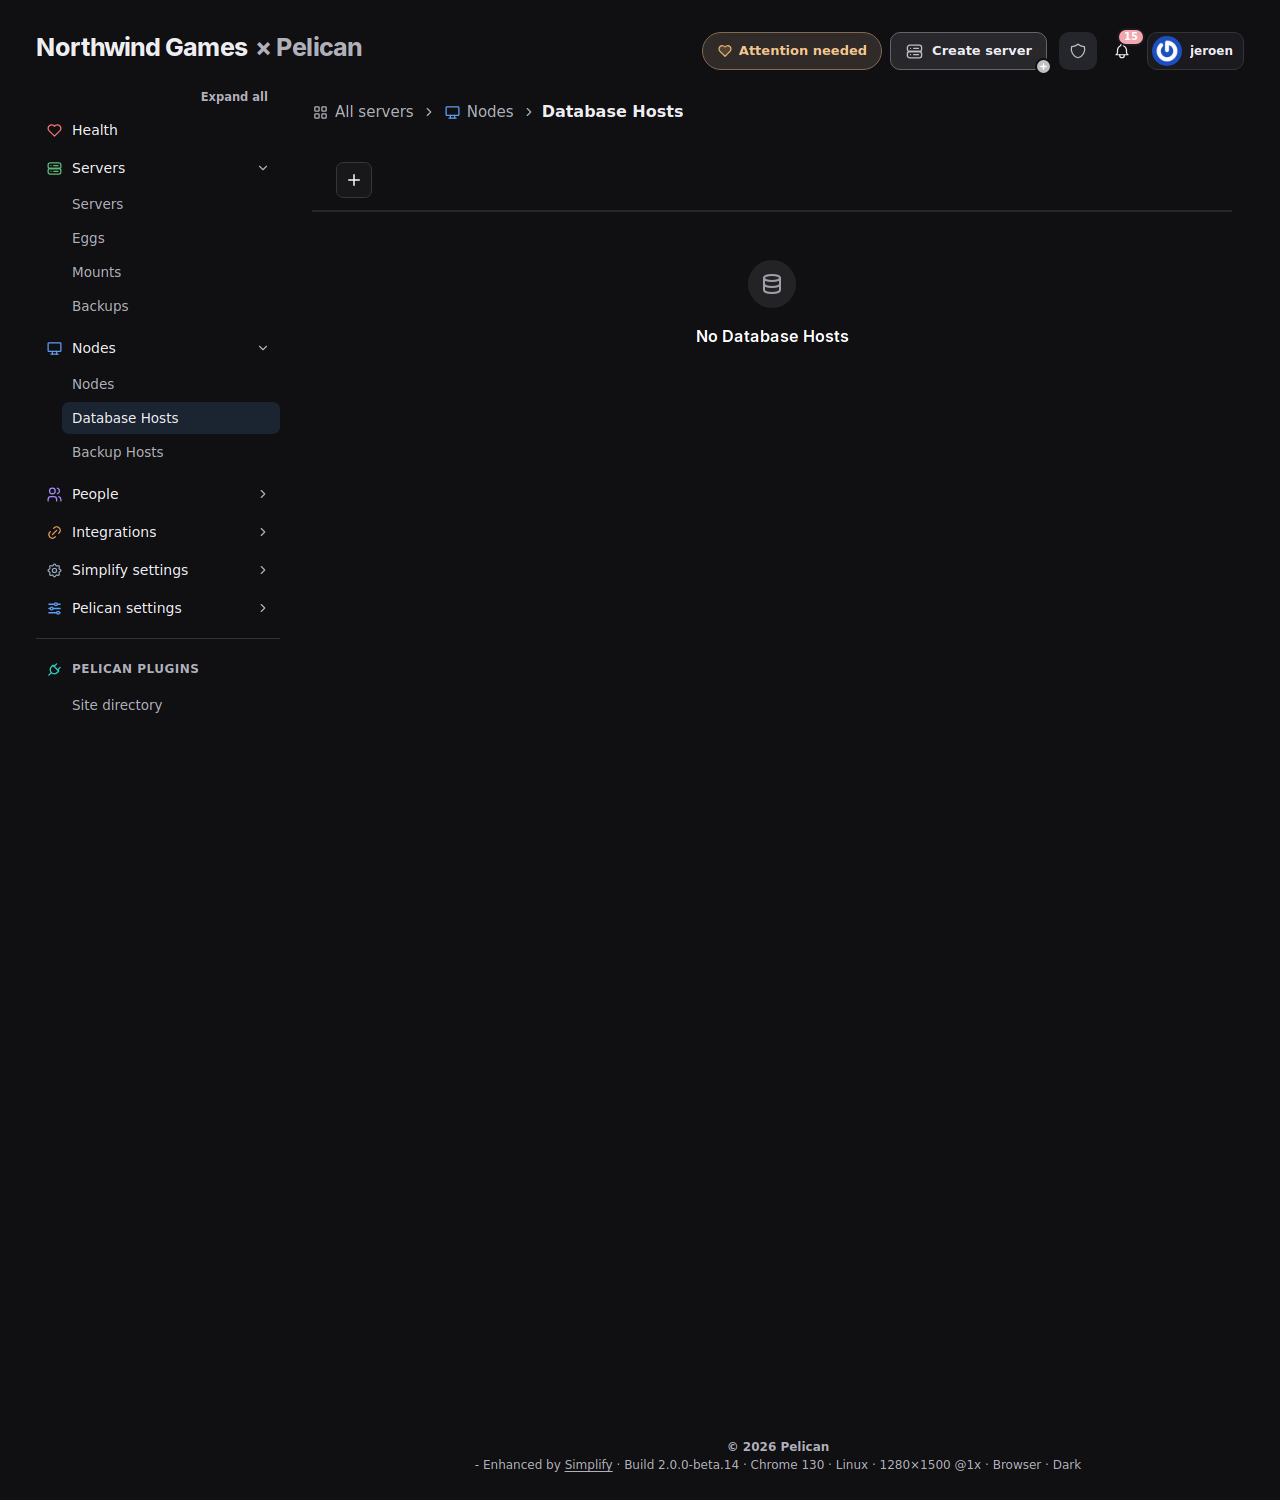 Northwind Games × Pelican
Attention needed
Create server
15
jeroen
Expand all
All servers
Nodes
Database Hosts
Health
Servers
Servers
Eggs
Mounts
Backups
Nodes
Nodes
Database Hosts
Backup Hosts
People
Integrations
Simplify settings
Pelican settings
PELICAN PLUGINS
Site directory
No Database Hosts
© 2026 Pelican
- Enhanced by Simplify · Build 2.0.0-beta.14 · Chrome 130 · Linux · 1280×1500 @1x · Browser · Dark